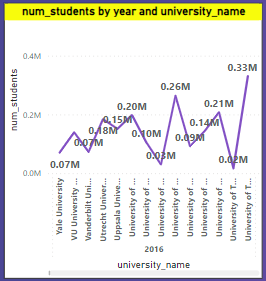 num_students by year and university_name
num_students
0.4M
0.2M
0.0M
0.07M
0.07M
0.18M
0.15M
0.20M
0.10M
0.03M
0.26M
0.09M
0.14M
0.21M
0.02M
0.33M
Yale University
VU University ...
Vanderbilt Uni...
Utrecht Univer...
Uppsala Unive...
University of ...
University of ...
University of ...
University of ...
University of ...
University of ...
University of ...
University of T...
University of T...
2016
university_name